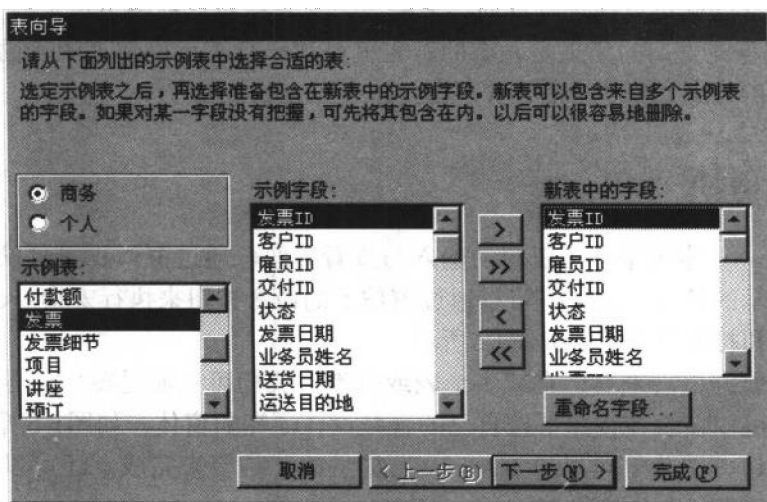 表向导
请从下面列出的示例表中选择合适的表:
选定示例表之后，再选择准备包含在新表中的示例字段。新表可以包含来自多个示例表
的字段。如果对某一字段没有把握，可先将其包含在内。以后可以很容易地删除。
商务
个人
示例表:
付款额
发票
发票细节
项目
讲座
预订
示例字段:
发票ID
客户ID
雇员ID
交付ID
状态
发票日期
业务员姓名
送货日期
运送目的地
>
>>
<
<<
新表中的字段:
发票ID
客户ID
雇员ID
交付ID
状态
发票日期
业务员姓名
重命名字段...
取消
< 上一步(B)
下一步(N) >
完成(F)